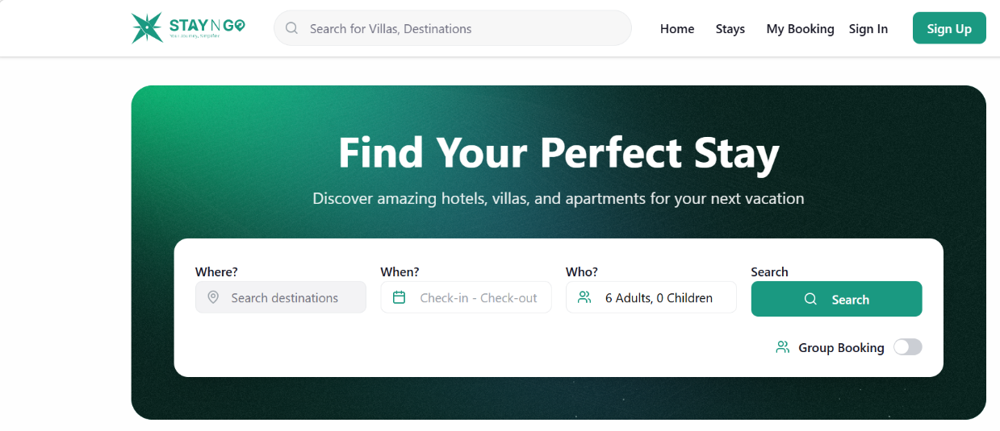 STAY N GO
Your Journey, Simplified
Search for Villas, Destinations
Home
Stays
My Booking
Sign In
Sign Up
Find Your Perfect Stay
Discover amazing hotels, villas, and apartments for your next vacation
Where?
When?
Who?
Search
Search destinations
Check-in - Check-out
6 Adults, 0 Children
Search
Group Booking